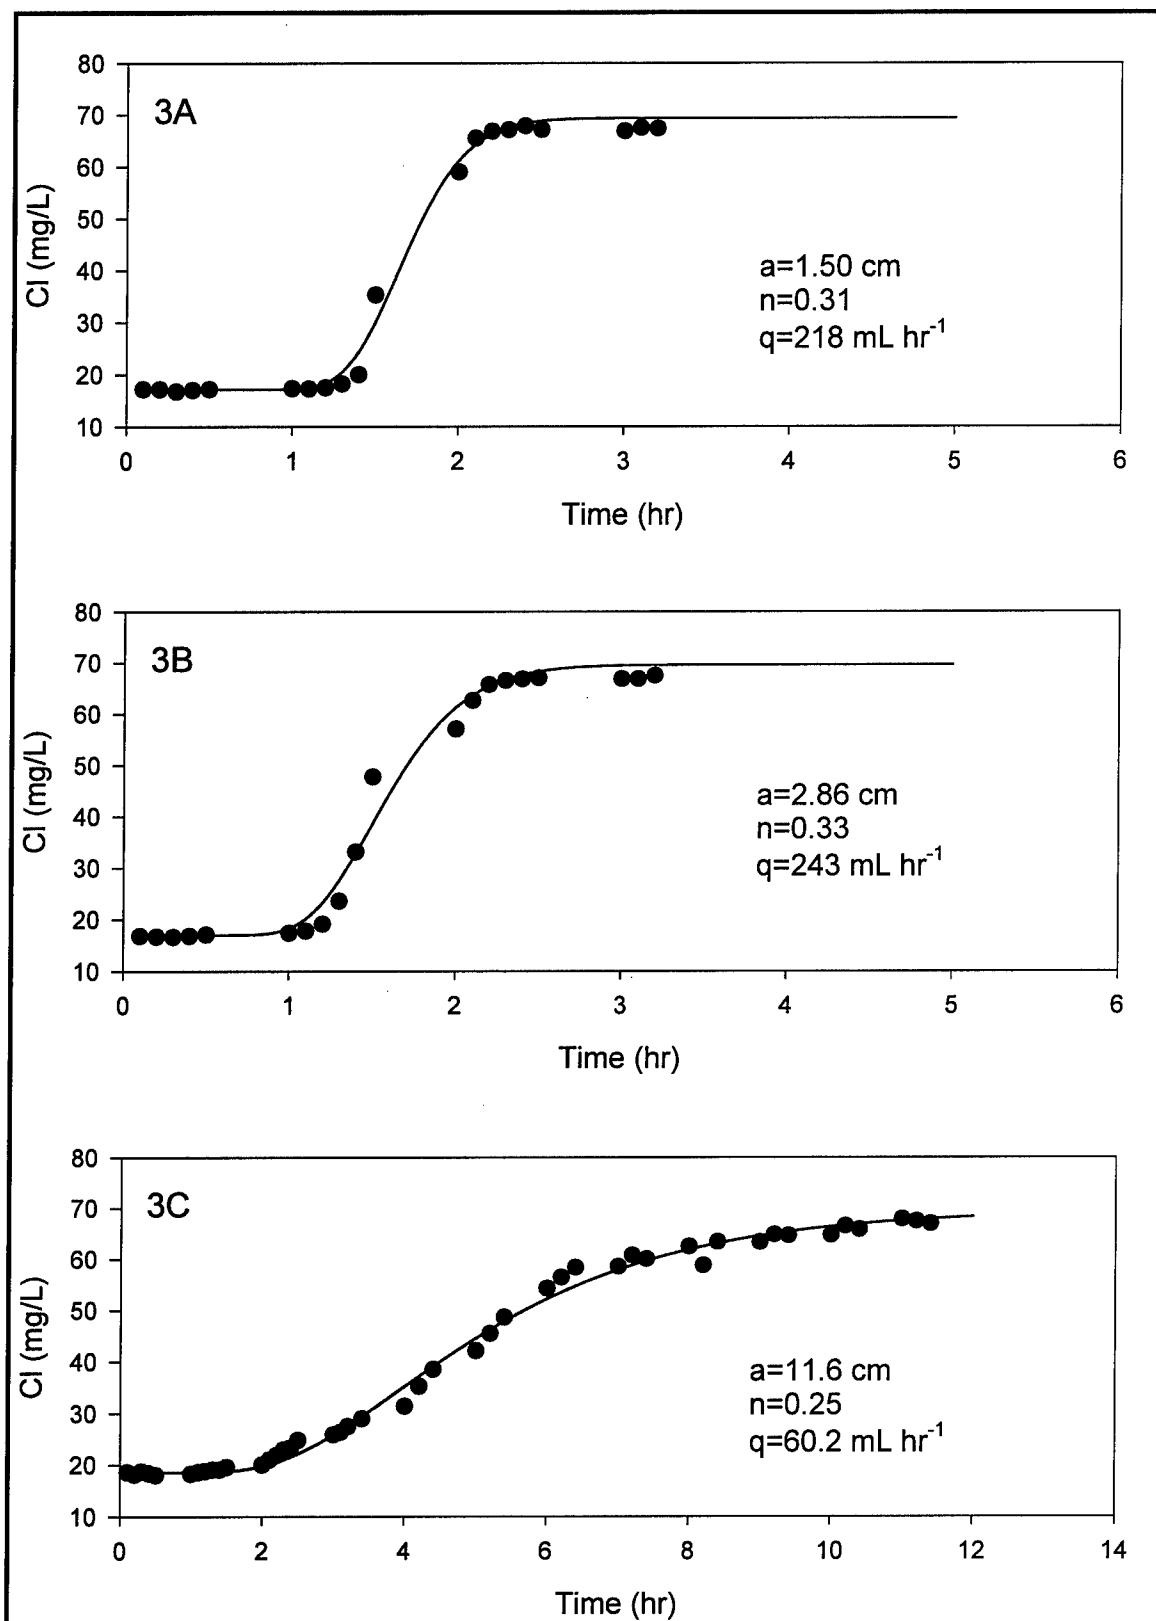 80
70
60
50
40
30
20
10
Cl (mg/L)
3A
a=1.50 cm
n=0.31
q=218 mL hr-1
0 1 2 3 4 5 6
Time (hr)
80
70
60
50
40
30
20
10
Cl (mg/L)
3B
a=2.86 cm
n=0.33
q=243 mL hr-1
0 1 2 3 4 5 6
Time (hr)
80
70
60
50
40
30
20
10
Cl (mg/L)
3C
a=11.6 cm
n=0.25
q=60.2 mL hr-1
0 2 4 6 8 10 12 14
Time (hr)